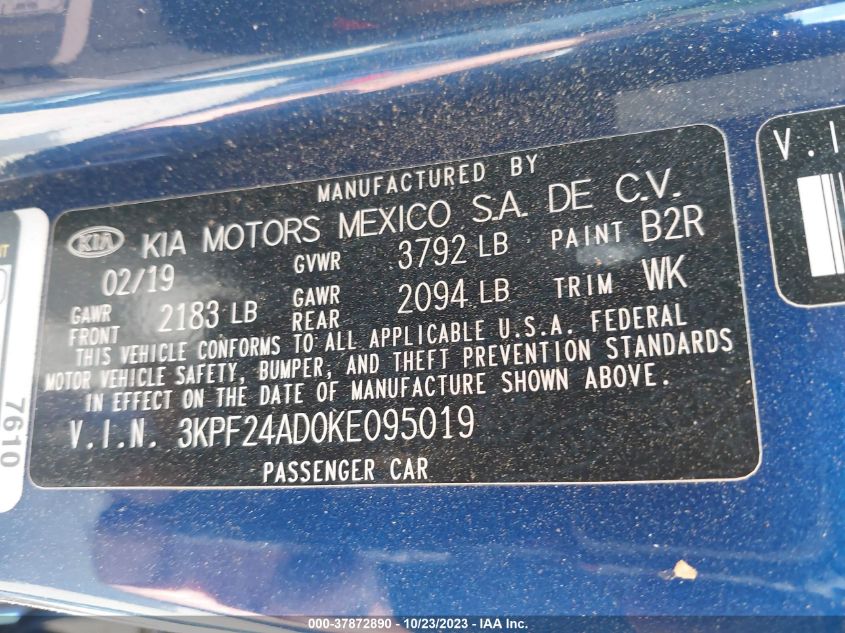 MANUFACTURED BY
KIA KIA MOTORS MEXICO S.A. DE C.V.
02/19 GVWR 3792 LB PAINT B2R
GAWR FRONT 2183 LB GAWR REAR 2094 LB TRIM WK
THIS VEHICLE CONFORMS TO ALL APPLICABLE U.S.A. FEDERAL
MOTOR VEHICLE SAFETY, BUMPER, AND THEFT PREVENTION STANDARDS
IN EFFECT ON THE DATE OF MANUFACTURE SHOWN ABOVE.
V.I.N. 3KPF24AD0KE095019
PASSENGER CAR
7610
V.I
000-37872890 - 10/23/2023 - IAA Inc.